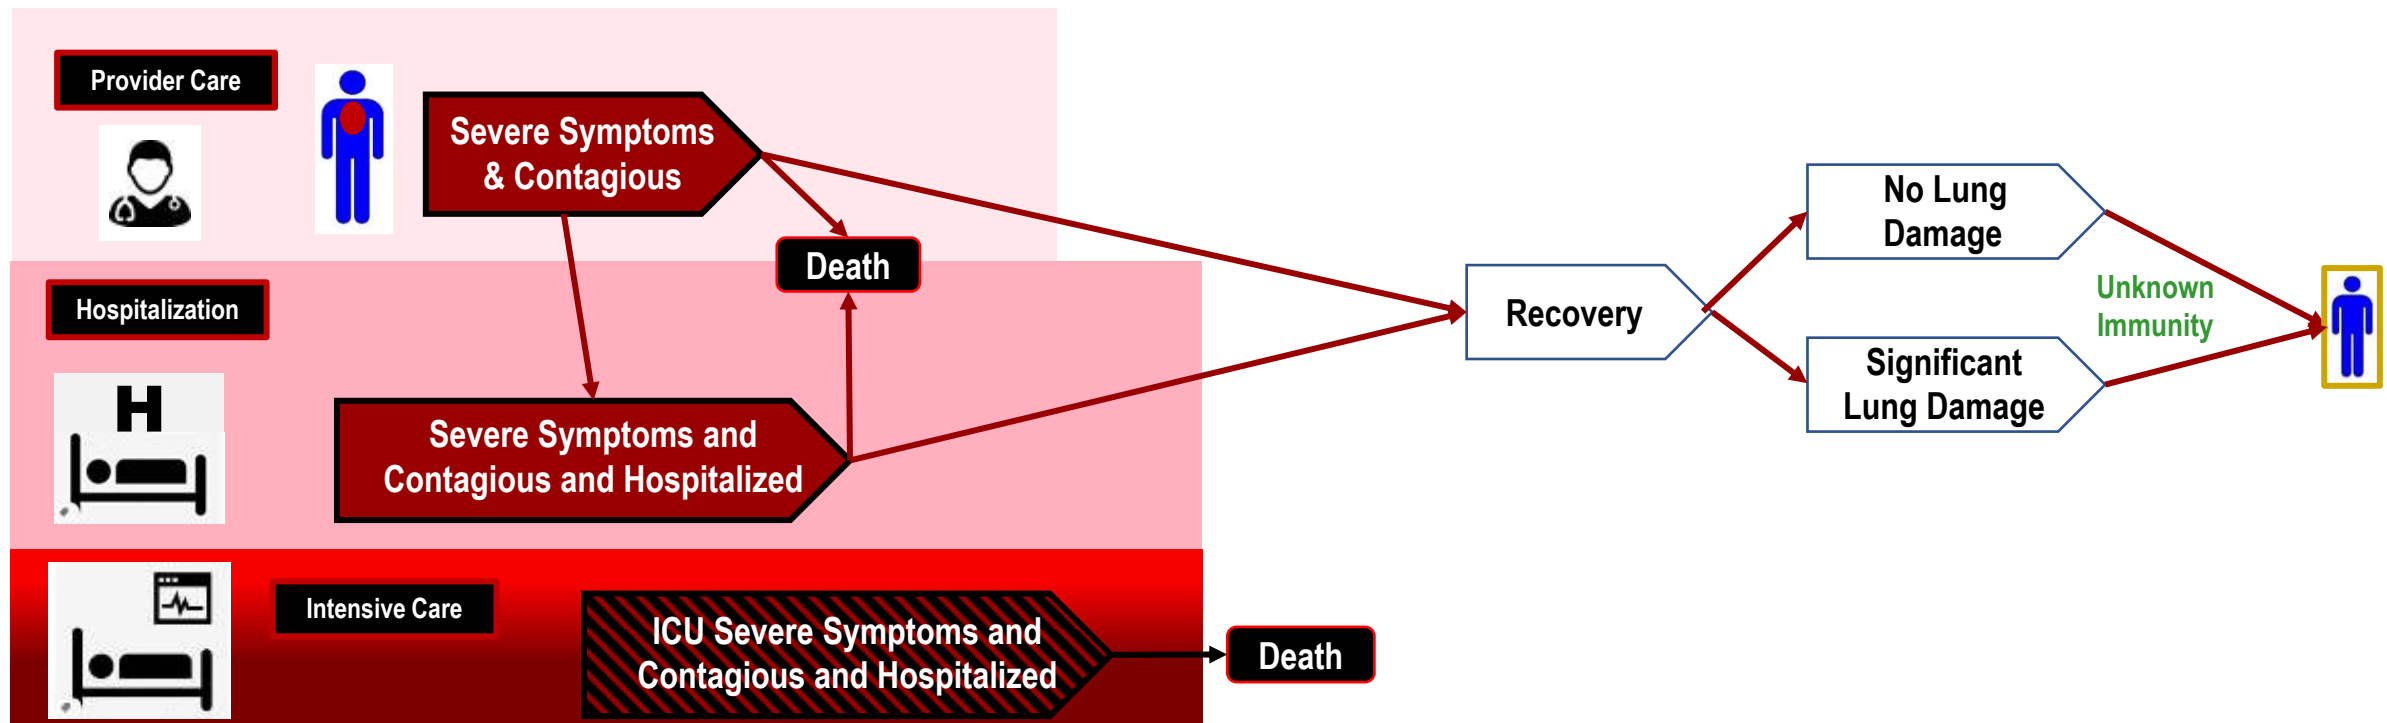 Provider Care
Severe Symptoms
& Contagious
Death
Hospitalization
H
Severe Symptoms and
Contagious and Hospitalized
Recovery
No Lung
Damage
Unknown
Immunity
Significant
Lung Damage
Intensive Care
ICU Severe Symptoms and
Contagious and Hospitalized
Death